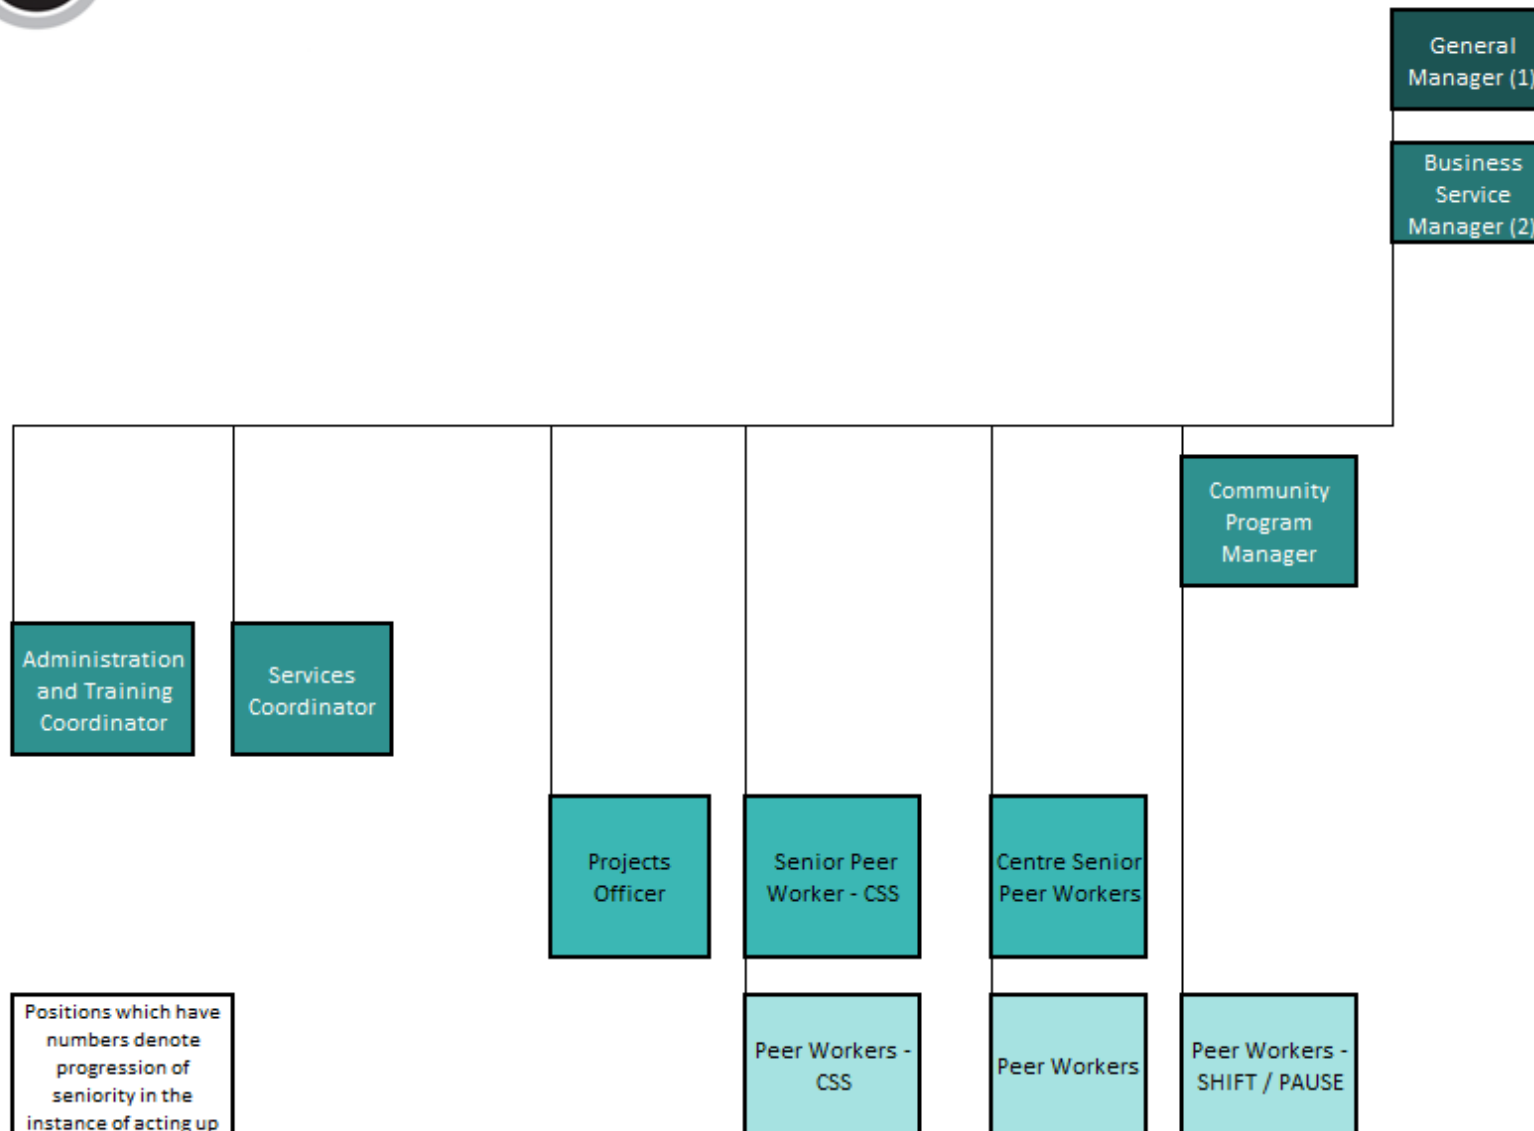 General
Manager (1)
Business
Service
Manager (2)
Community
Program
Manager
Administration
and Training
Coordinator
Services
Coordinator
Projects
Officer
Senior Peer
Worker - CSS
Centre Senior
Peer Workers
Positions which have
numbers denote
progression of
seniority in the
instance of acting up
Peer Workers -
CSS
Peer Workers
Peer Workers -
SHIFT / PAUSE